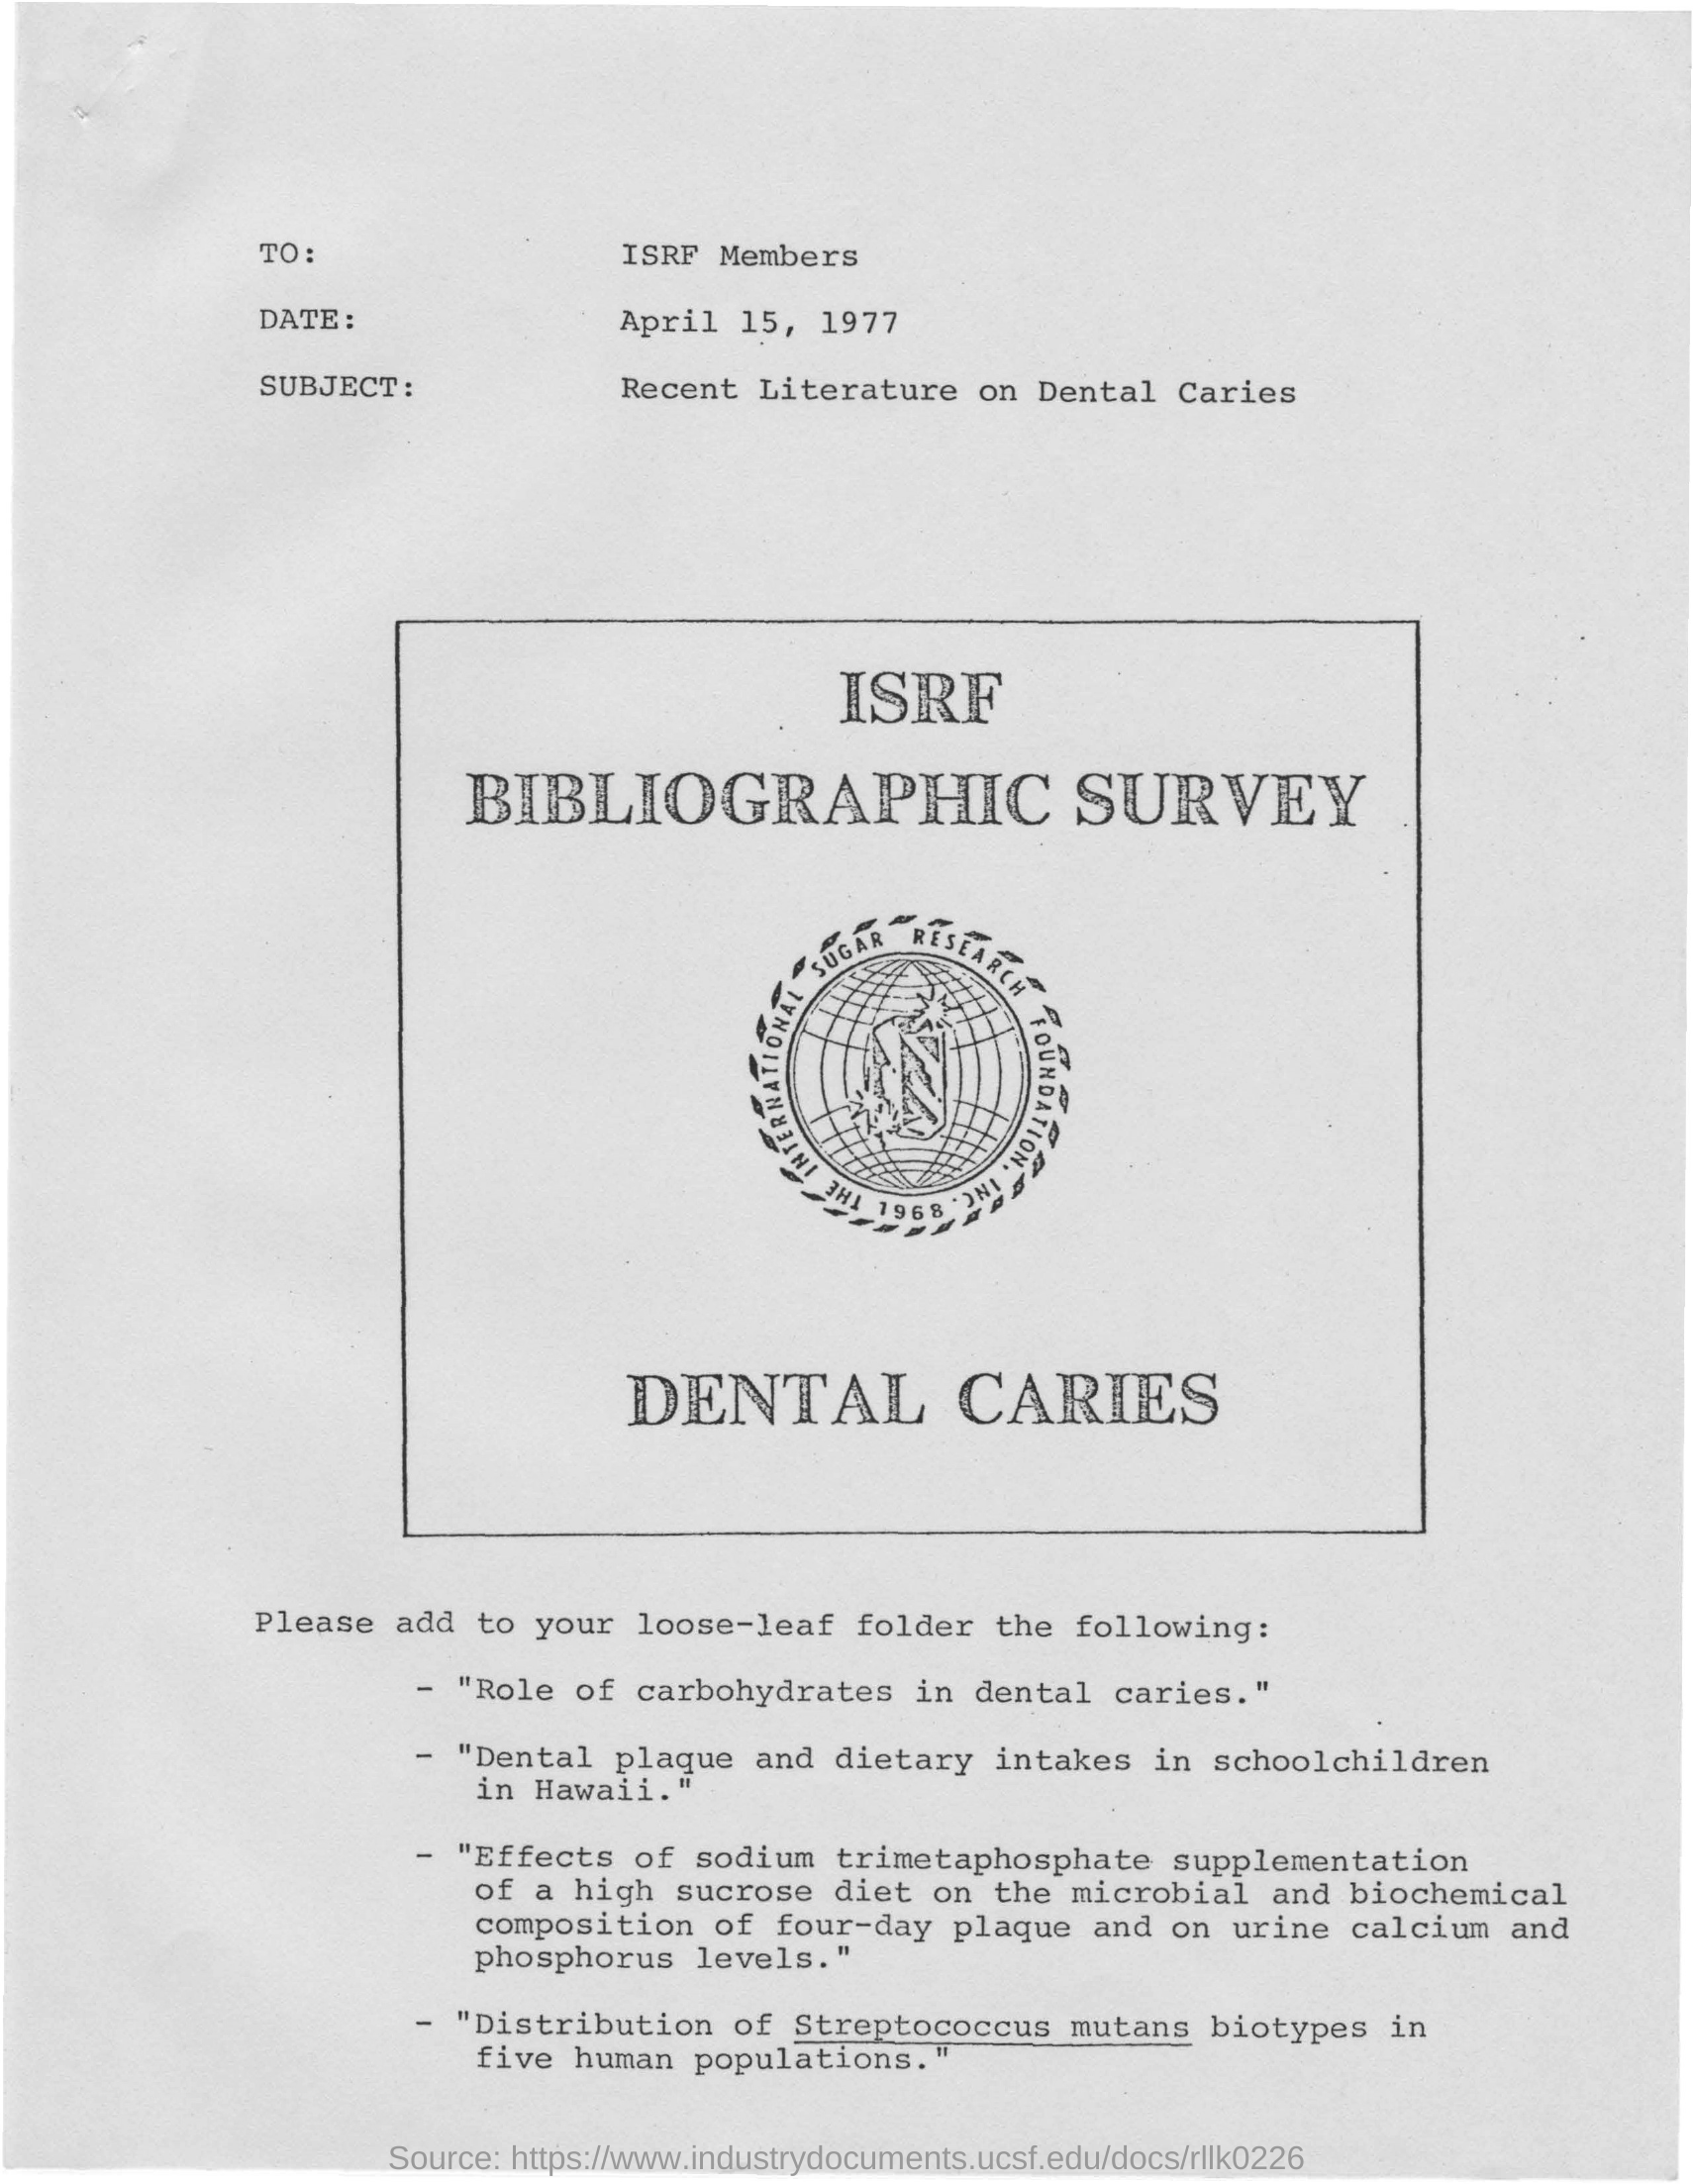 TO: ISRF Members
DATE: April 15, 1977
SUBJECT: Recent Literature on Dental Caries
ISRF
BIBLIOGRAPHIC SURVEY
THE INTERNATIONAL SUGAR RESEARCH FOUNDATION, INC. 1968
DENTAL CARIES
Please add to your loose-leaf folder the following:
- "Role of carbohydrates in dental caries."
- "Dental plaque and dietary intakes in schoolchildren
in Hawaii."
- "Effects of sodium trimetaphosphate supplementation
of a high sucrose diet on the microbial and biochemical
composition of four-day plaque and on urine calcium and
phosphorus levels."
- "Distribution of Streptococcus mutans biotypes in
five human populations."
Source: https://www.industrydocuments.ucsf.edu/docs/rllk0226